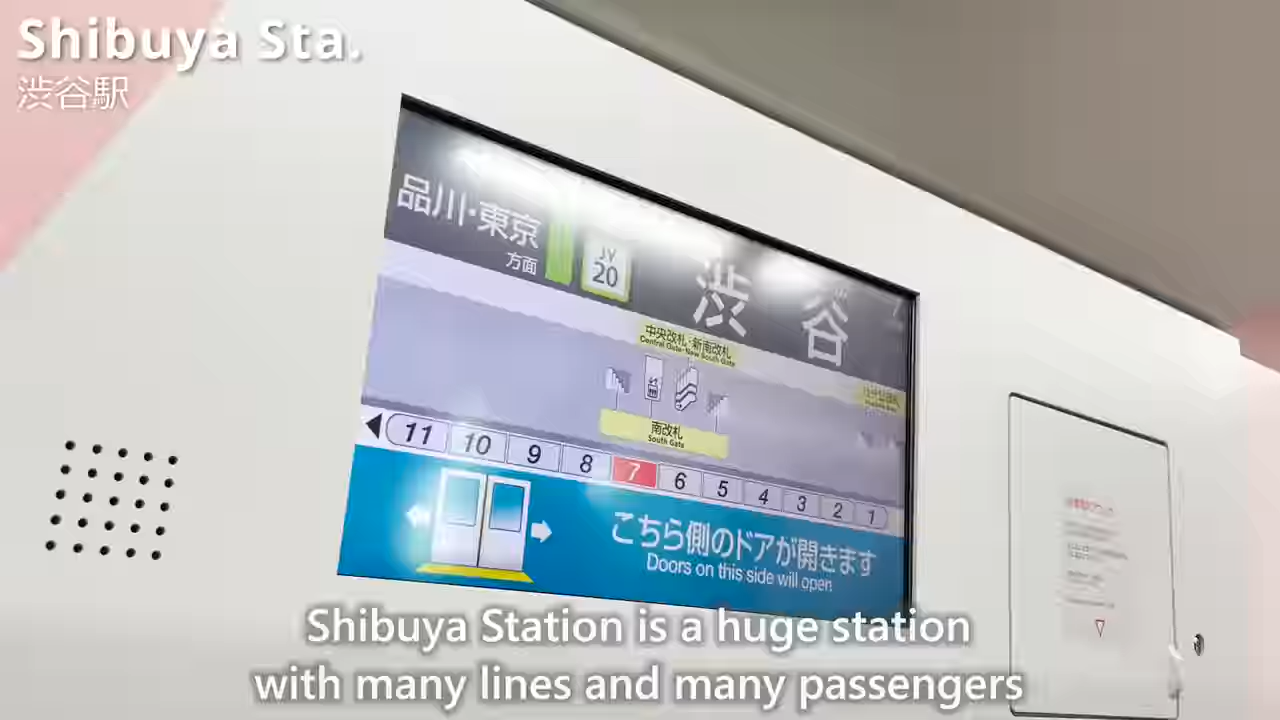 Shibuya Sta.
渋谷駅
品川・東京
方面
JY
20
渋谷
中央改札・新南改札
Central Gate・New South Gate
南改札
South Gate
11 10 9 8 7 6 5 4 3 2 1
こちら側のドアが開きます
Doors on this side will open
Shibuya Station is a huge station
with many lines and many passengers